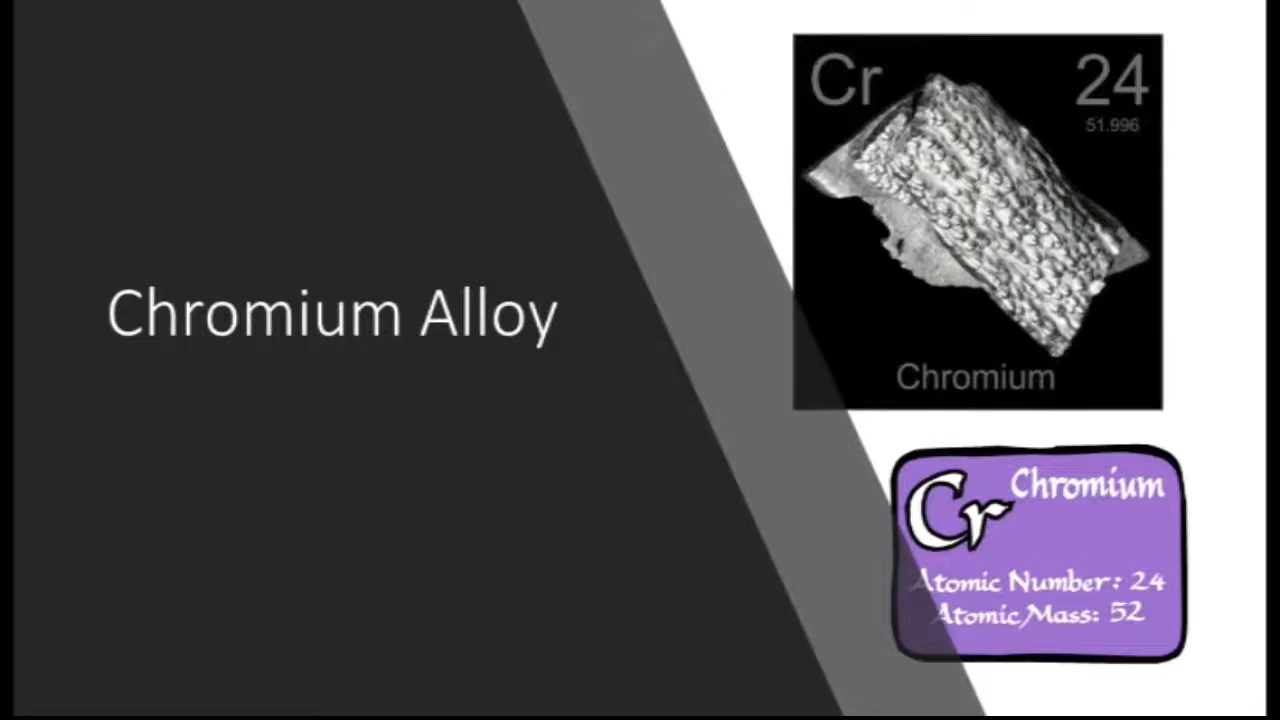 Chromium Alloy
Cr 24
51.996
Chromium
Cr Chromium
Atomic Number: 24
Atomic Mass: 52